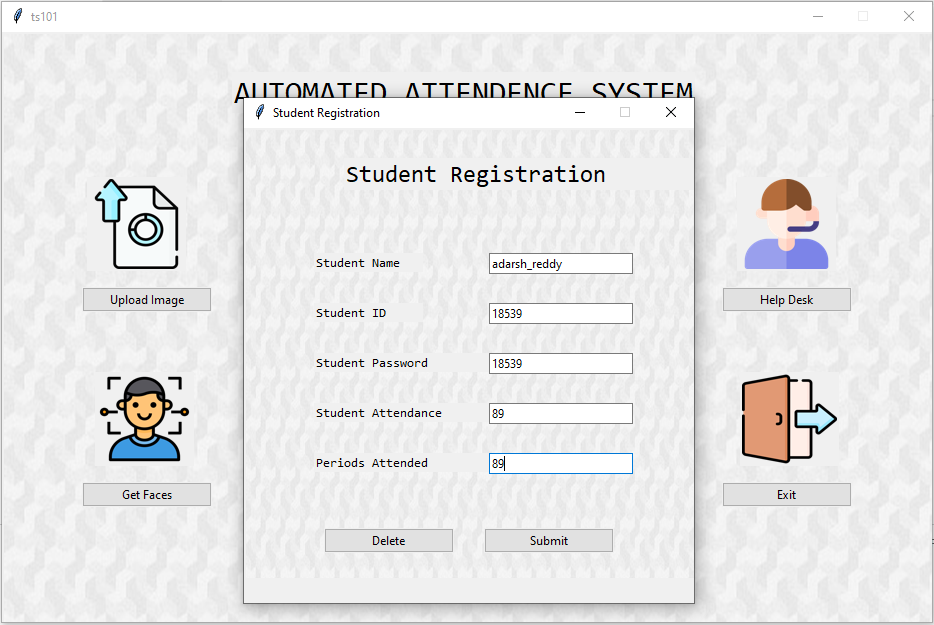 ts101
AUTOMATED ATTENDENCE SYSTEM
Student Registration
Student Registration
Student Name adarsh_reddy
Student ID 18539
Student Password 18539
Student Attendance 89
Periods Attended 89
Delete Submit
Upload Image
Help Desk
Get Faces
Exit